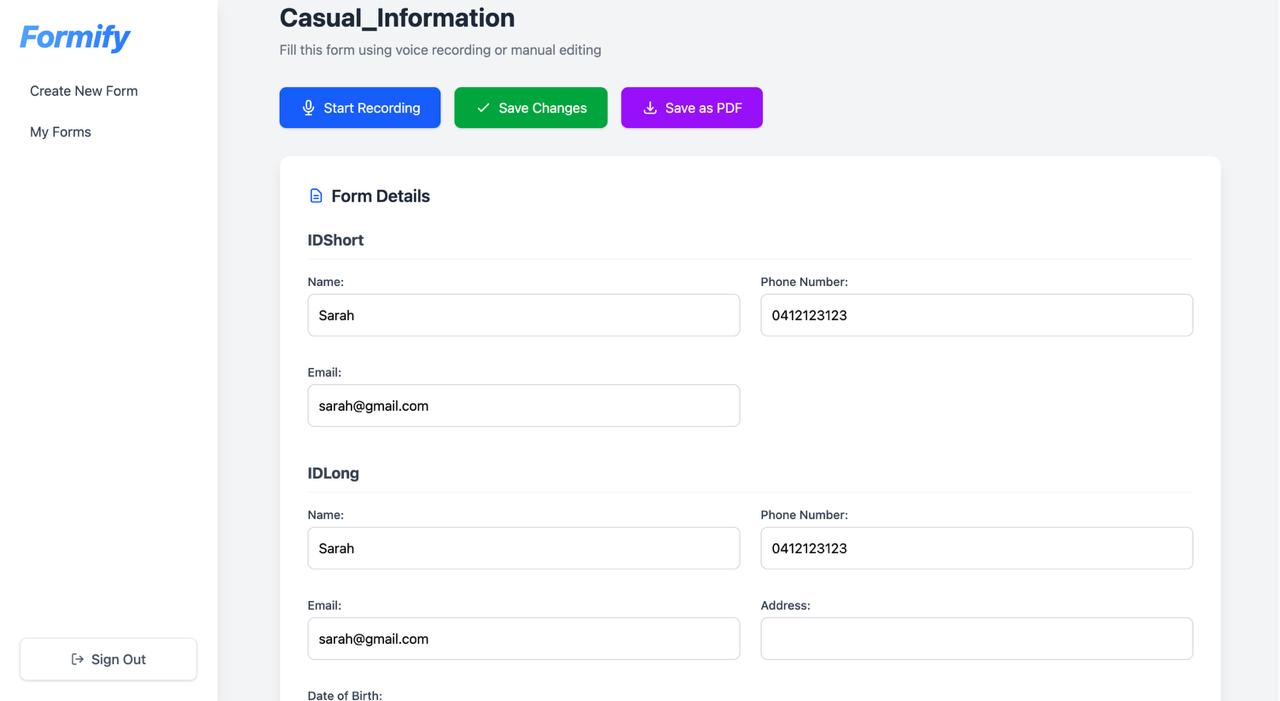 Formify
Create New Form
My Forms
Sign Out
Casual_Information
Fill this form using voice recording or manual editing
Start Recording
Save Changes
Save as PDF
Form Details
IDShort
Name:
Phone Number:
Sarah
0412123123
Email:
sarah@gmail.com
IDLong
Name:
Phone Number:
Sarah
0412123123
Email:
Address:
sarah@gmail.com
Date of Birth: